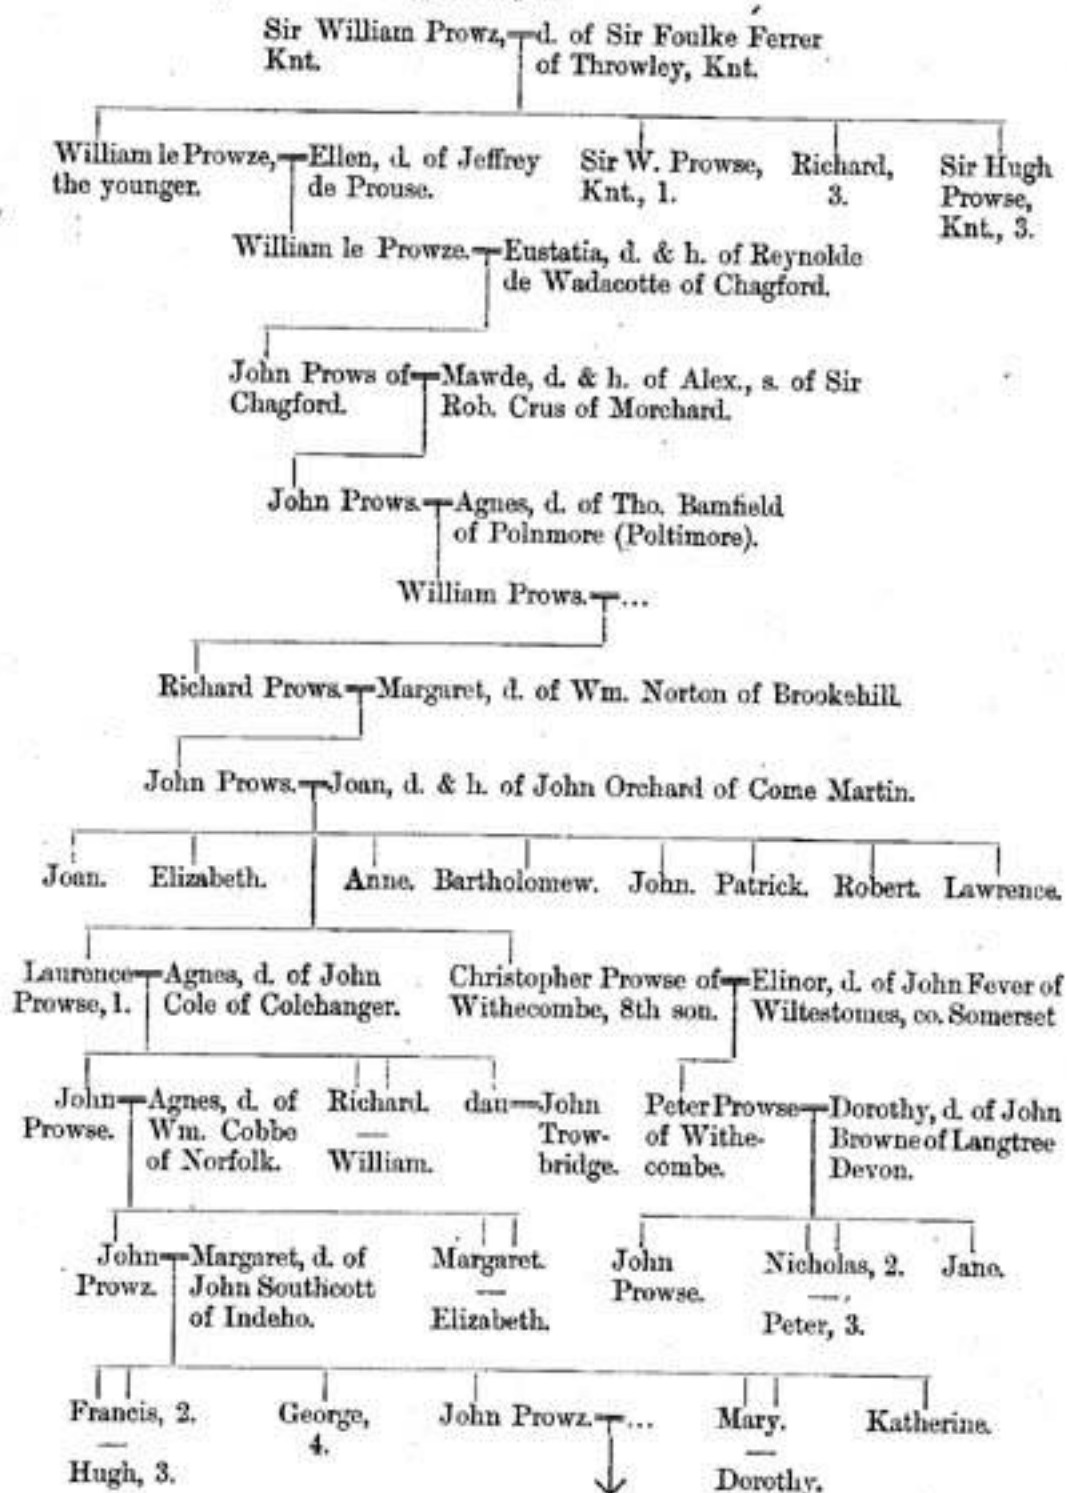 Sir William Prowz, d. of Sir Foulke Ferrer
Knt. of Throwley, Knt.
William le Prowze, Ellen, d. of Jeffrey Sir W. Prowse, Richard, Sir Hugh
the younger. de Prouse. Knt., 1. 3. Prowse,
Knt., 3.
William le Prowze. Eustatia, d. & h. of Reynolde
de Wadacotte of Chagford.
John Prows of Mawde, d. & h. of Alex., s. of Sir
Chagford. Rob. Crus of Morchard.
John Prows. Agnes, d. of Tho. Bamfield
of Polnmore (Poltimore).
William Prows. ...
Richard Prows. Margaret, d. of Wm. Norton of Brookehill.
John Prows. Joan, d. & h. of John Orchard of Come Martin.
Joan. Elizabeth. Anne. Bartholomew. John. Patrick. Robert. Lawrence.
Laurence Agnes, d. of John Christopher Prowse of Elinor, d. of John Fever of
Prowse, 1. Cole of Colchanger. Withecombe, 8th son. Wiltestomes, co. Somerset
John Agnes, d. of Richard. dau John Peter Prowse Dorothy, d. of John
Prowse. Wm. Cobbe — Trow- of Withe- Browne of Langtree
of Norfolk. William. bridge. combe. Devon.
John Margaret, d. of Margaret. John Nicholas, 2. Jane.
Prowz. John Southcott — Prowse. —
of Indeho. Elizabeth. Peter, 3.
Francis, 2. George, John Prowz. ... Mary. Katherine.
— 4. —
Hugh, 3. Dorothy.